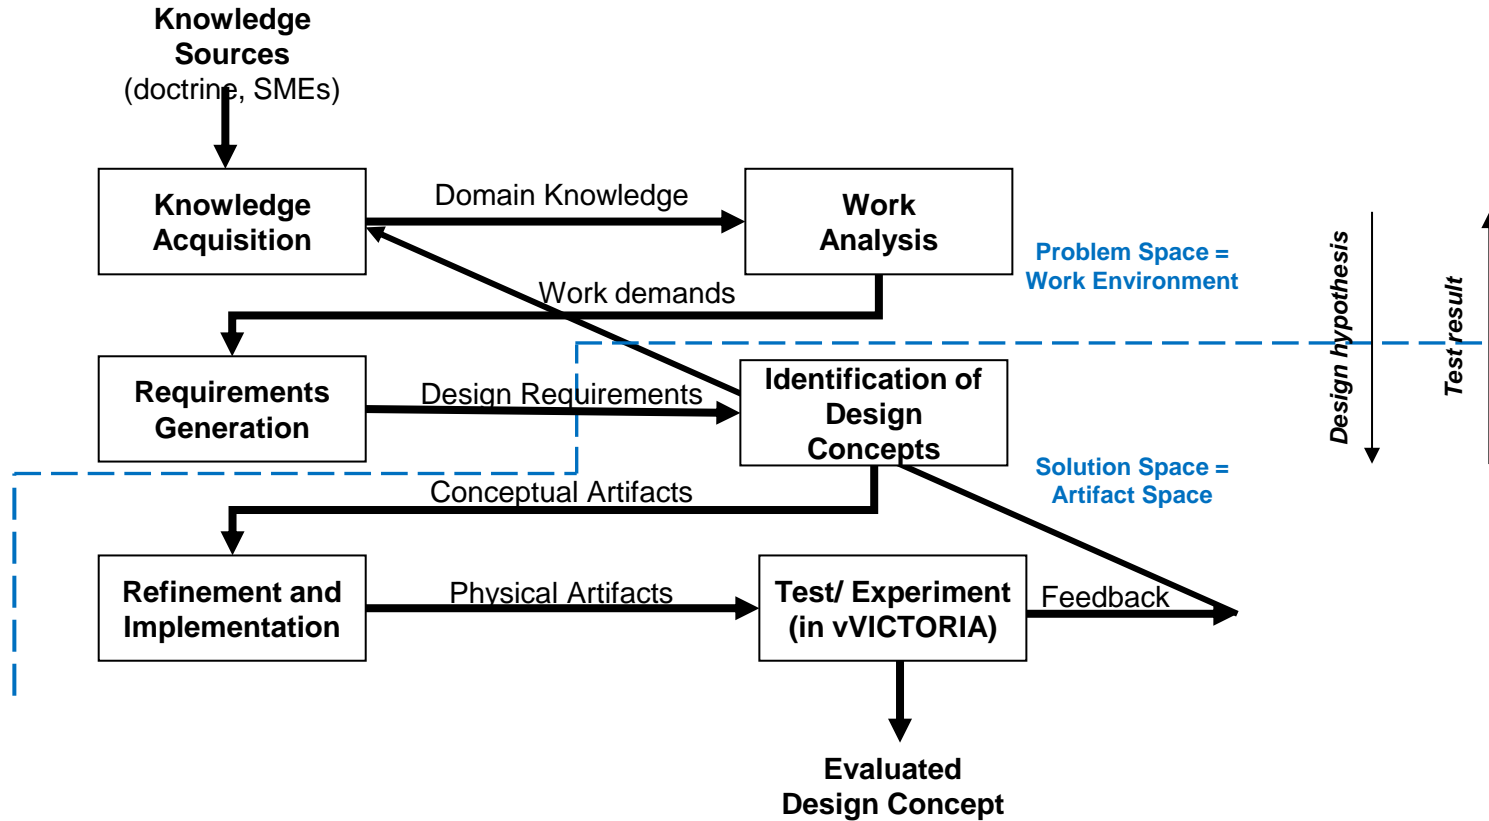 Knowledge
Sources
(doctrine, SMEs)
Knowledge
Acquisition
Domain Knowledge
Work
Analysis
Problem Space =
Work Environment
Work demands
Design hypothesis
Test result
Requirements
Generation
Design Requirements
Identification of
Design
Concepts
Solution Space =
Artifact Space
Conceptual Artifacts
Refinement and
Implementation
Physical Artifacts
Test/ Experiment
(in vVICTORIA)
Feedback
Evaluated
Design Concept